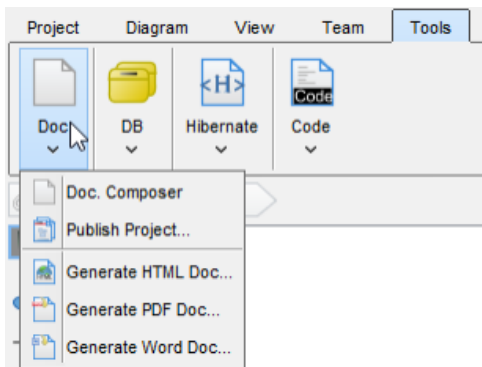 Project Diagram View Team Tools
<H>
Code
Doc DB Hibernate Code
Doc. Composer
Publish Project...
Generate HTML Doc...
Generate PDF Doc...
Generate Word Doc...